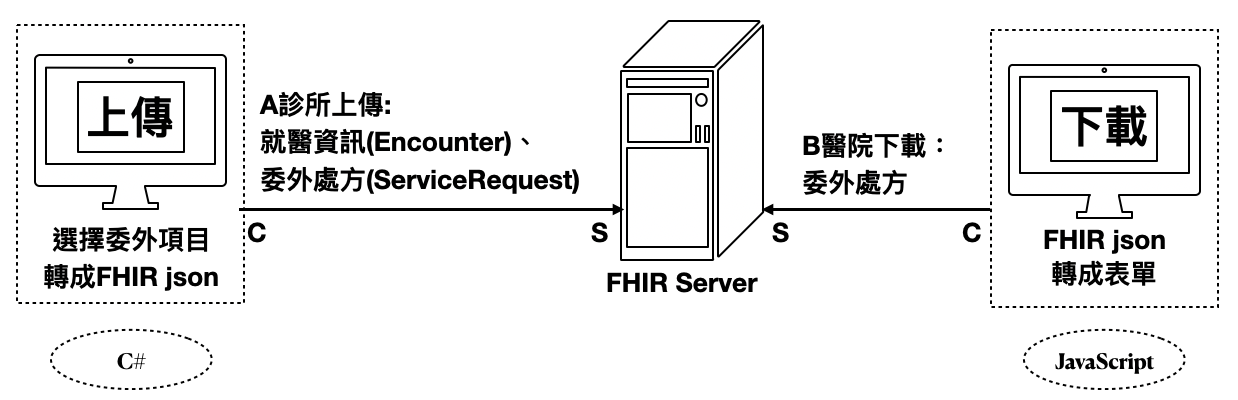 上傳
選擇委外項目
轉成FHIR json
C#
A診所上傳:
就醫資訊(Encounter)、
委外處方(ServiceRequest)
C
S
FHIR Server
B醫院下載：
委外處方
S
C
下載
FHIR json
轉成表單
JavaScript